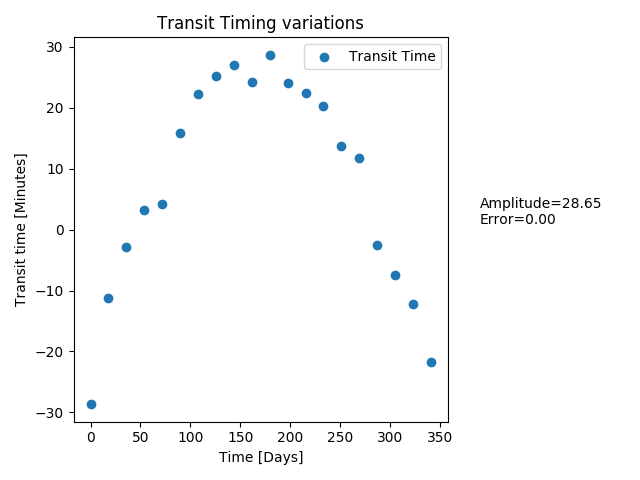 Transit Timing variations
Transit Time
30
20
10
0
−10
−20
−30
Transit time [Minutes]
Amplitude=28.65
Error=0.00
0 50 100 150 200 250 300 350
Time [Days]